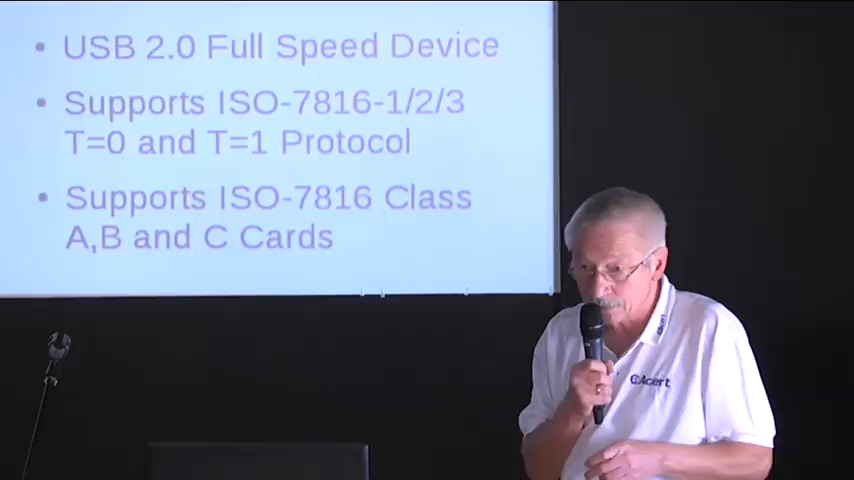 • USB 2.0 Full Speed Device
• Supports ISO-7816-1/2/3
T=0 and T=1 Protocol
• Supports ISO-7816 Class
A,B and C Cards
CAcert